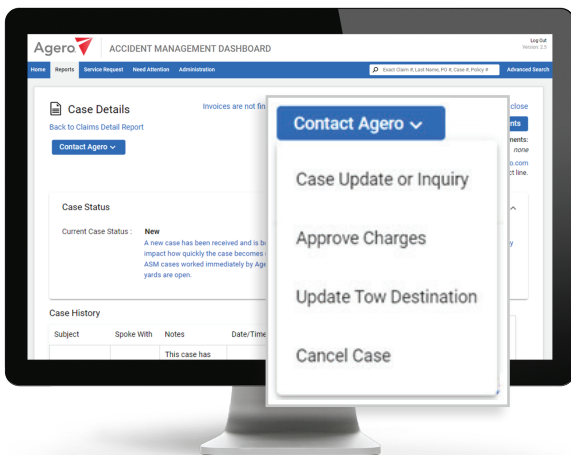 Agero
ACCIDENT MANAGEMENT DASHBOARD
Log Out
Version: 2.5
Home Reports Service Request Need Attention Administration
Exact Claim #, Last Name, PO #, Case #, Policy # Advanced Search
Case Details
Invoices are not fin
close
Back to Claims Detail Report
nts
Contact Agero
ments:
none
o.com
ct line.
Case Status
Current Case Status : New
A new case has been received and is b
impact how quickly the case becomes
ASM cases worked immediately by Age
yards are open.
y
Case History
Subject Spoke With Notes Date/Time
This case has
Contact Agero
Case Update or Inquiry
Approve Charges
Update Tow Destination
Cancel Case